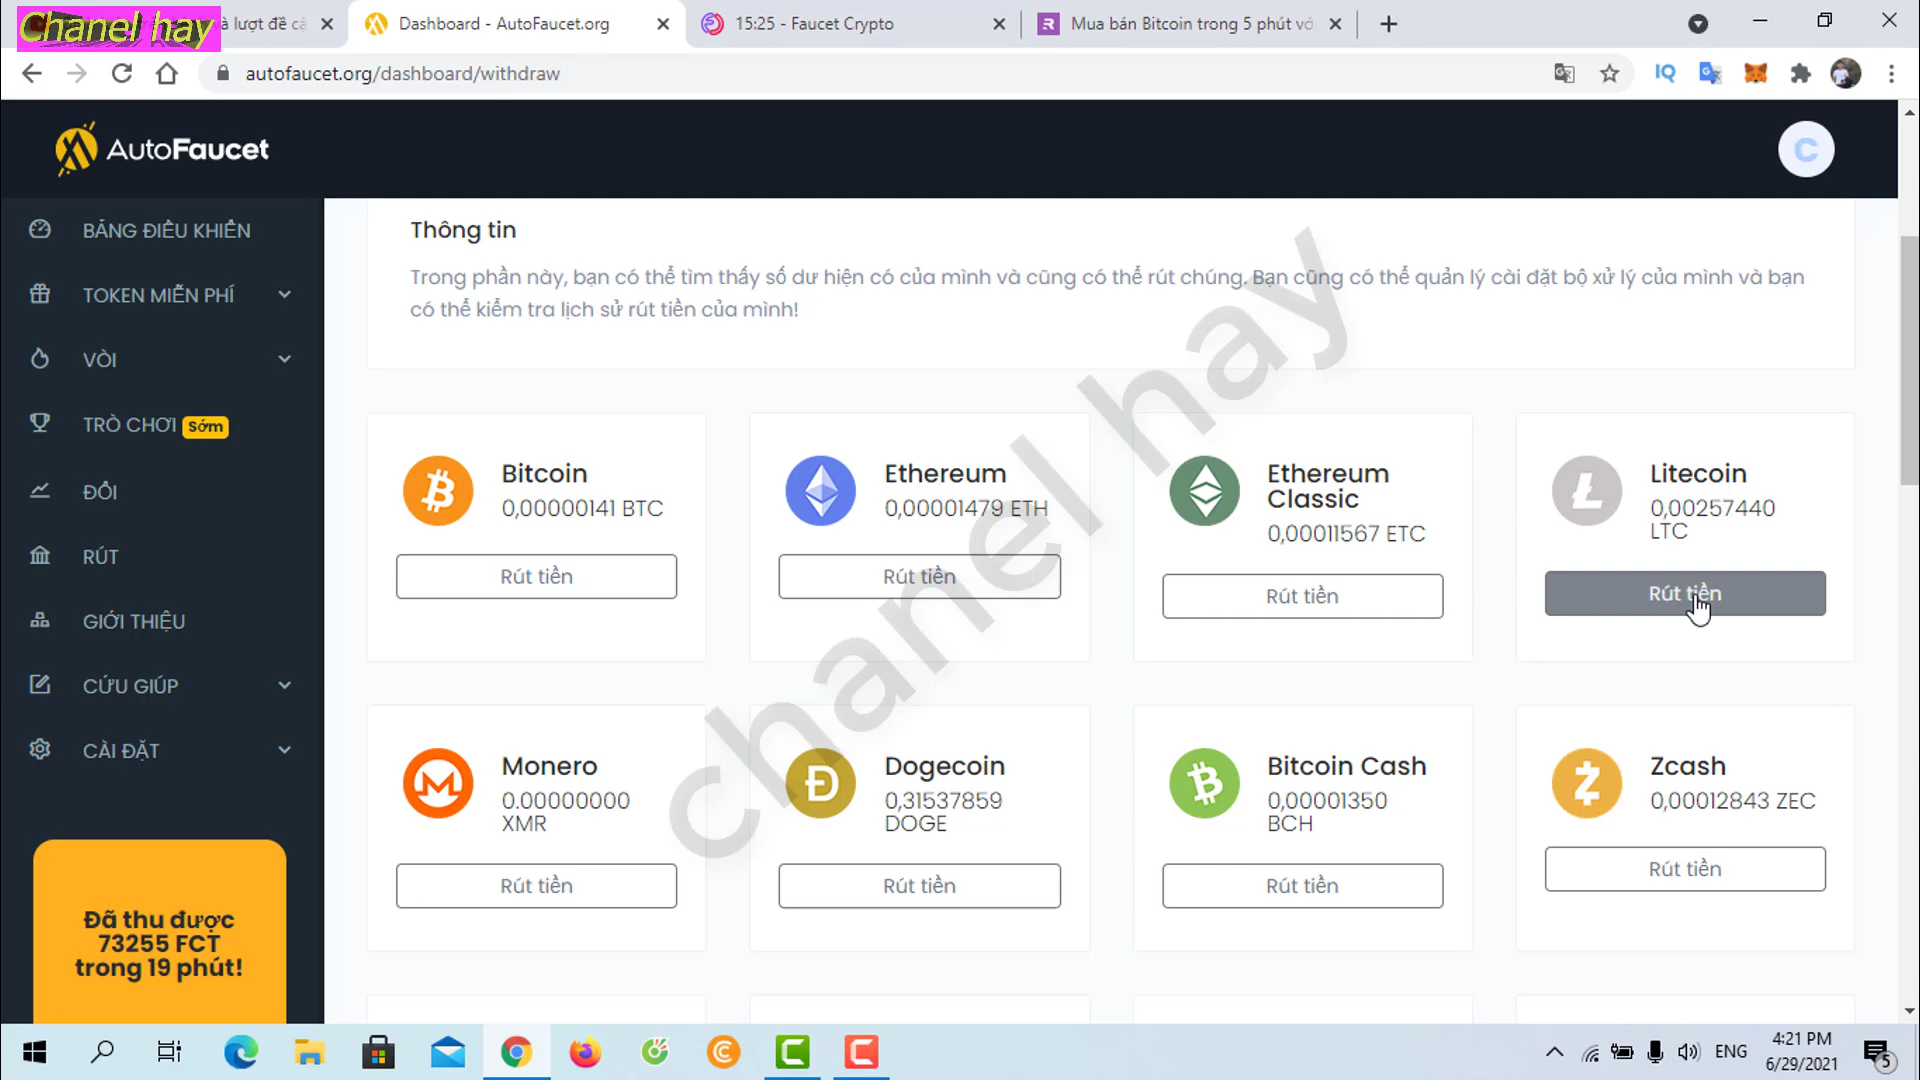 Chanel hay
à lượt đề cậ
Dashboard - AutoFaucet.org
15:25 - Faucet Crypto
Mua bán Bitcoin trong 5 phút vớ
autofaucet.org/dashboard/withdraw
IQ
AutoFaucet
C
BẢNG ĐIỀU KHIỂN
TOKEN MIỄN PHÍ
VÒI
TRÒ CHƠI Sớm
ĐỔI
RÚT
GIỚI THIỆU
CỨU GIÚP
CÀI ĐẶT
Đã thu được
73255 FCT
trong 19 phút!
Thông tin
Trong phần này, bạn có thể tìm thấy số dư hiện có của mình và cũng có thể rút chúng. Bạn cũng có thể quản lý cài đặt bộ xử lý của mình và bạn
có thể kiểm tra lịch sử rút tiền của mình!
Bitcoin
0,00000141 BTC
Rút tiền
Ethereum
0,00001479 ETH
Rút tiền
Ethereum
Classic
0,00011567 ETC
Rút tiền
Litecoin
0,00257440
LTC
Rút tiền
Monero
0.00000000
XMR
Rút tiền
Dogecoin
0,31537859
DOGE
Rút tiền
Bitcoin Cash
0,00001350
BCH
Rút tiền
Zcash
0,00012843 ZEC
Rút tiền
chanel hay
ENG
4:21 PM
6/29/2021
5